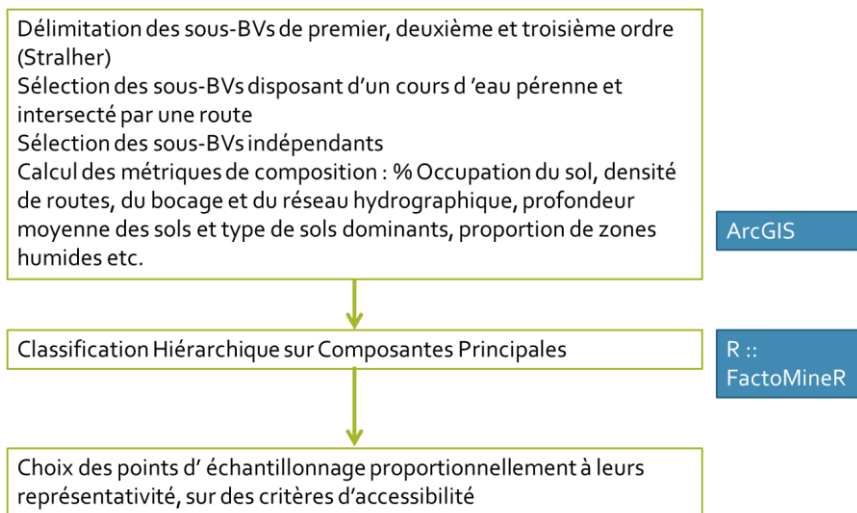 Délimitation des sous-BVs de premier, deuxième et troisième ordre
(Stralher)
Sélection des sous-BVs disposant d'un cours d 'eau pérenne et
intersecté par une route
Sélection des sous-BVs indépendants
Calcul des métriques de composition : % Occupation du sol, densité
de routes, du bocage et du réseau hydrographique, profondeur
moyenne des sols et type de sols dominants, proportion de zones
humides etc.
ArcGIS
Classification Hiérarchique sur Composantes Principales
R ::
FactoMineR
Choix des points d' échantillonnage proportionnellement à leurs
représentativité, sur des critères d'accessibilité